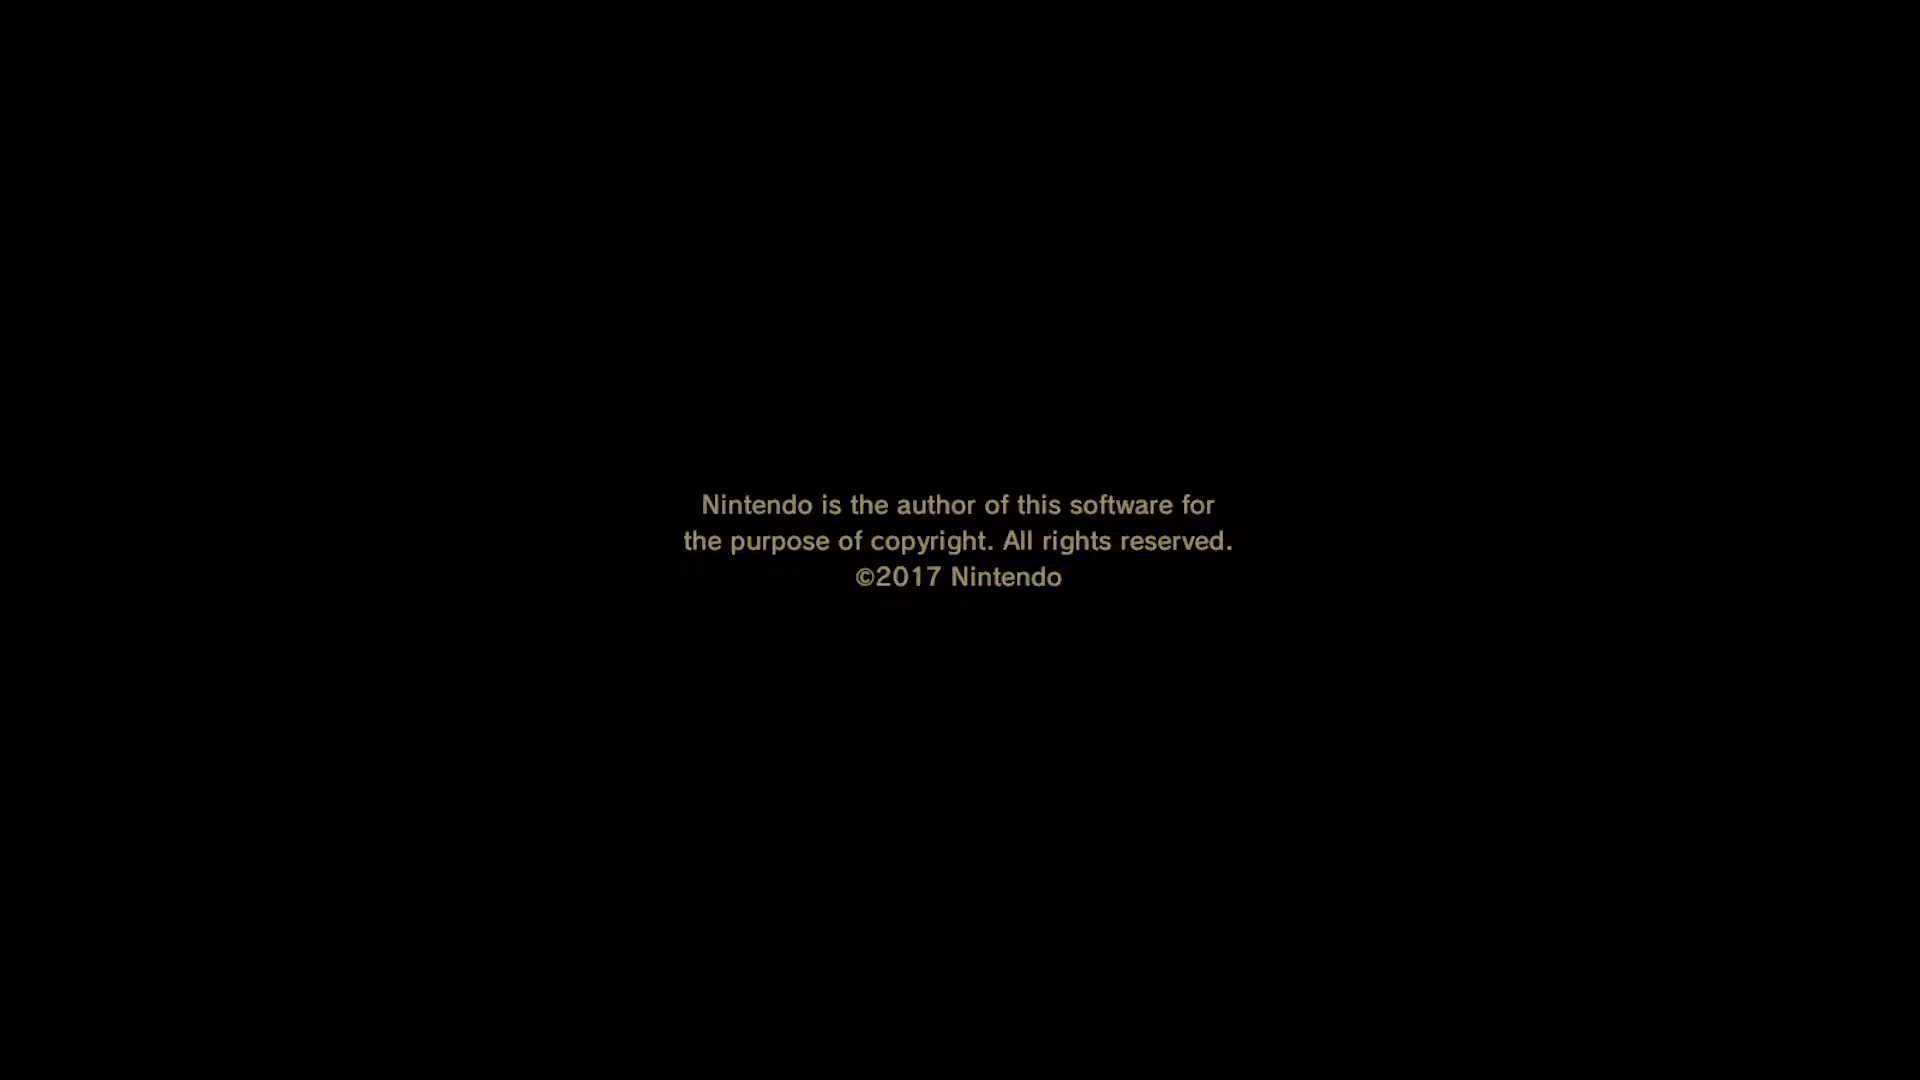 Nintendo is the author of this software for
the purpose of copyright. All rights reserved.
©2017 Nintendo